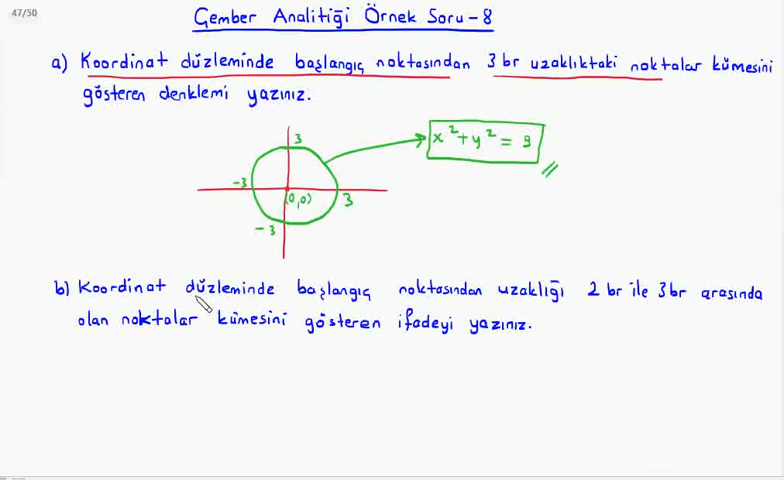 47/50
Çember Analitiği Örnek Soru-8
a) Koordinat düzleminde başlangıç noktasından 3 br uzaklıktaki noktalar kümesini
gösteren denklemi yazınız.
3
x² + y² = 9
-3
(0,0)
3
-3
b) Koordinat düzleminde başlangıç noktasından uzaklığı 2 br ile 3br arasında
olan noktalar kümesini gösteren ifadeyi yazınız.